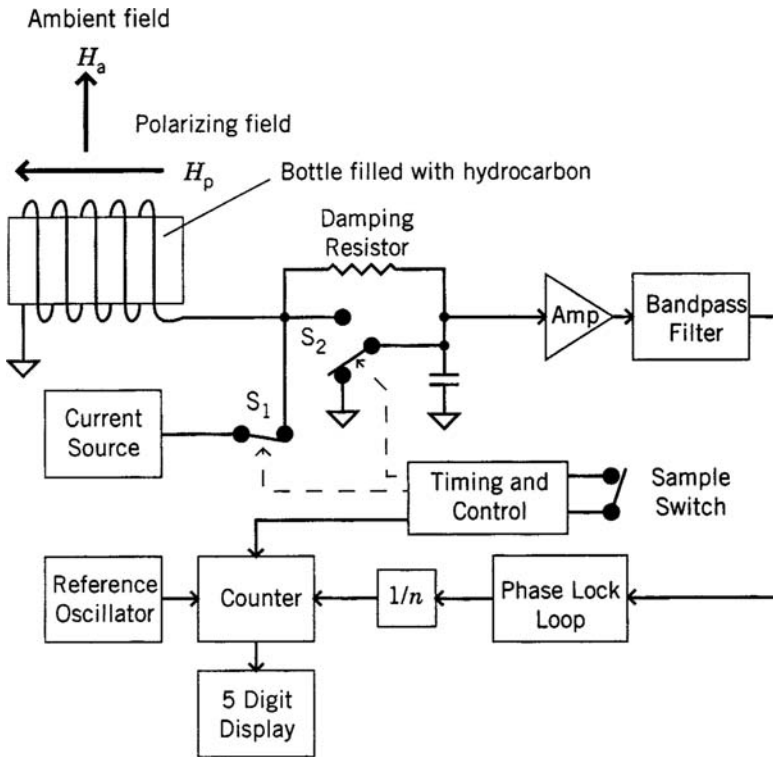 Ambient field
Hₐ
Polarizing field
Hₚ
Bottle filled with hydrocarbon
Damping
Resistor
Amp
Bandpass
Filter
S₂
S₁
Current
Source
Timing and
Control
Sample
Switch
Reference
Oscillator
Counter
1/n
Phase Lock
Loop
5 Digit
Display